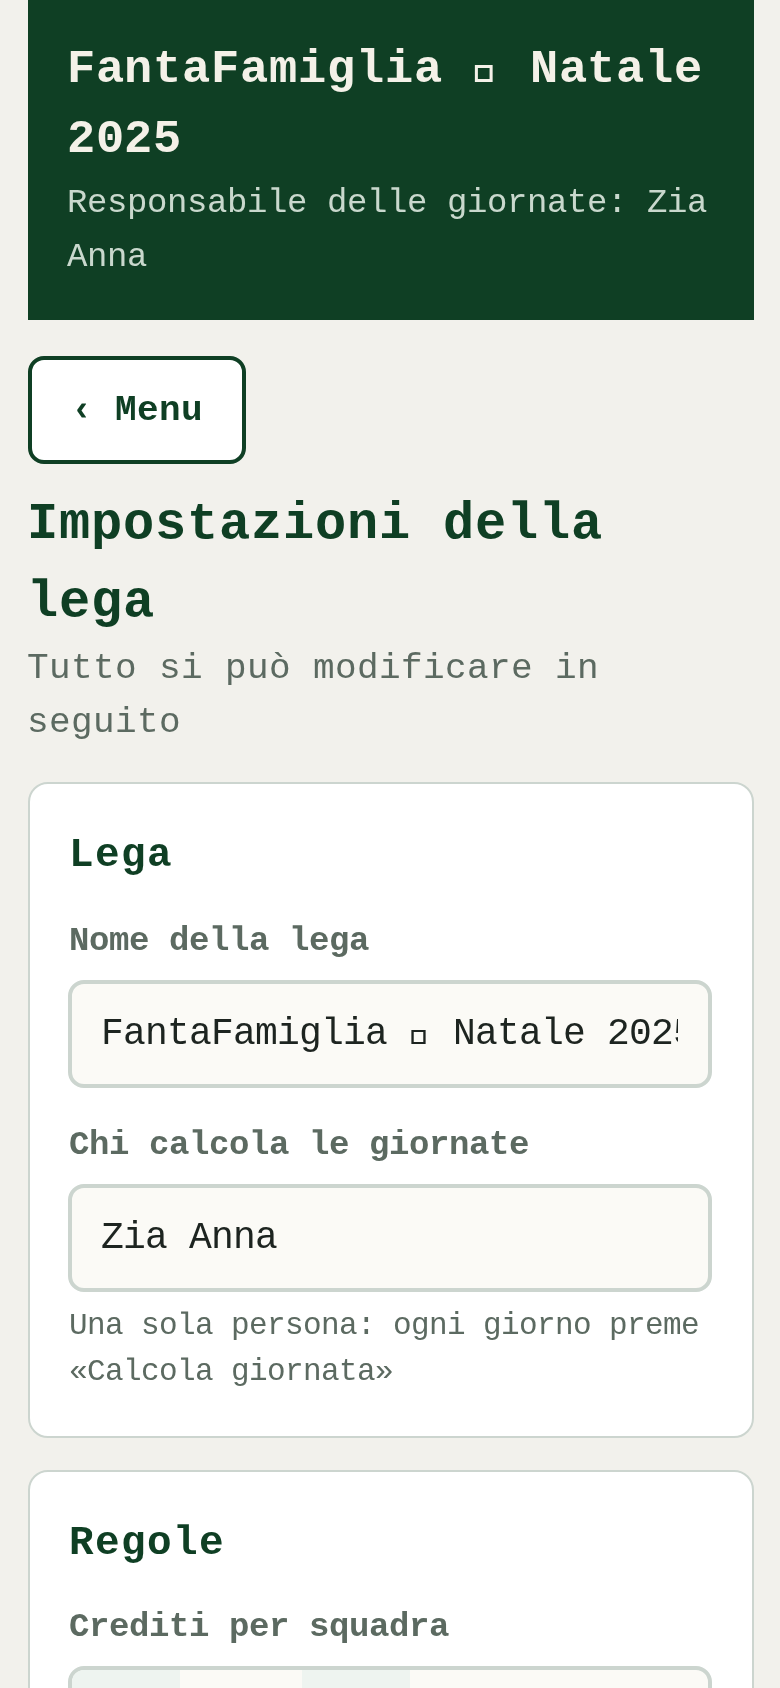 FantaFamiglia □ Natale
2025
Responsabile delle giornate: Zia
Anna
‹ Menu
Impostazioni della
lega
Tutto si può modificare in
seguito
Lega
Nome della lega
FantaFamiglia □ Natale 2025
Chi calcola le giornate
Zia Anna
Una sola persona: ogni giorno preme
«Calcola giornata»
Regole
Crediti per squadra